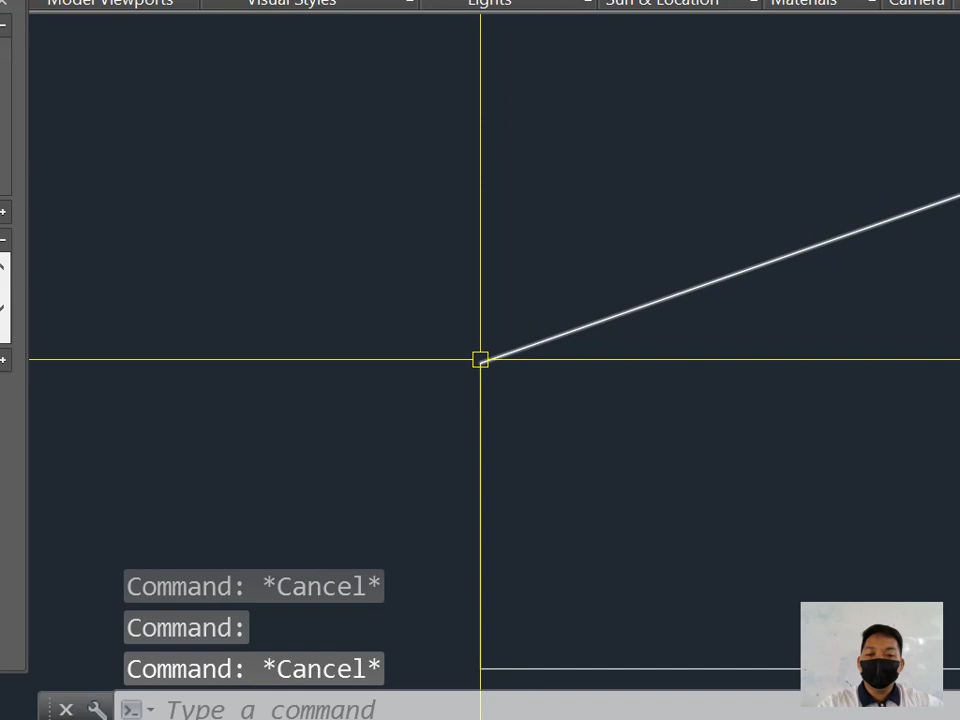 Model Viewports Visual Styles Lights Sun & Location Materials Camera
Command: *Cancel*
Command:
Command: *Cancel*
Type a command